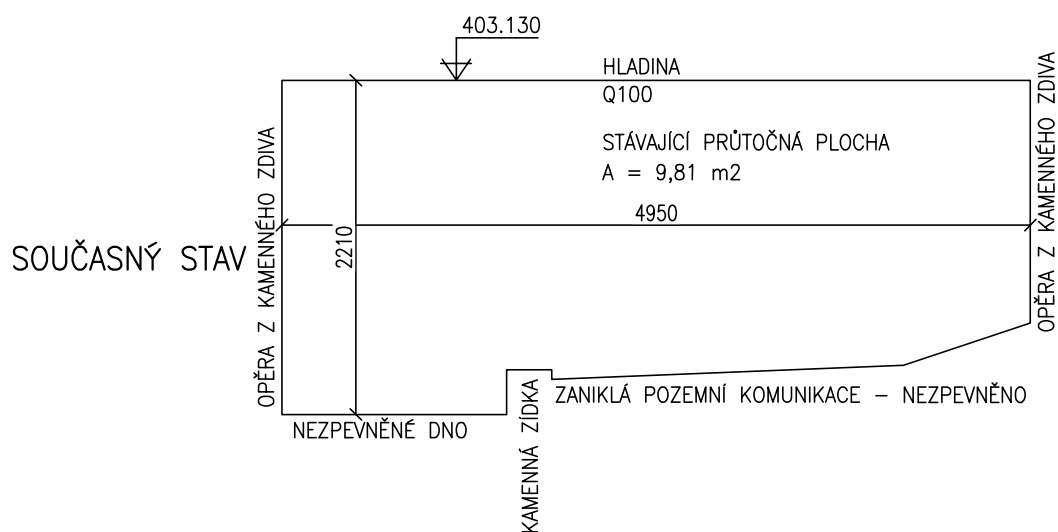 403.130
HLADINA
Q100
STÁVAJÍCÍ PRŮTOČNÁ PLOCHA
A = 9,81 m2
4950
2210
SOUČASNÝ STAV
OPĚRA Z KAMENNÉHO ZDIVA
OPĚRA Z KAMENNÉHO ZDIVA
ZANIKLÁ POZEMNÍ KOMUNIKACE – NEZPEVNĚNO
NEZPEVNĚNÉ DNO
KAMENNÁ ZÍDKA